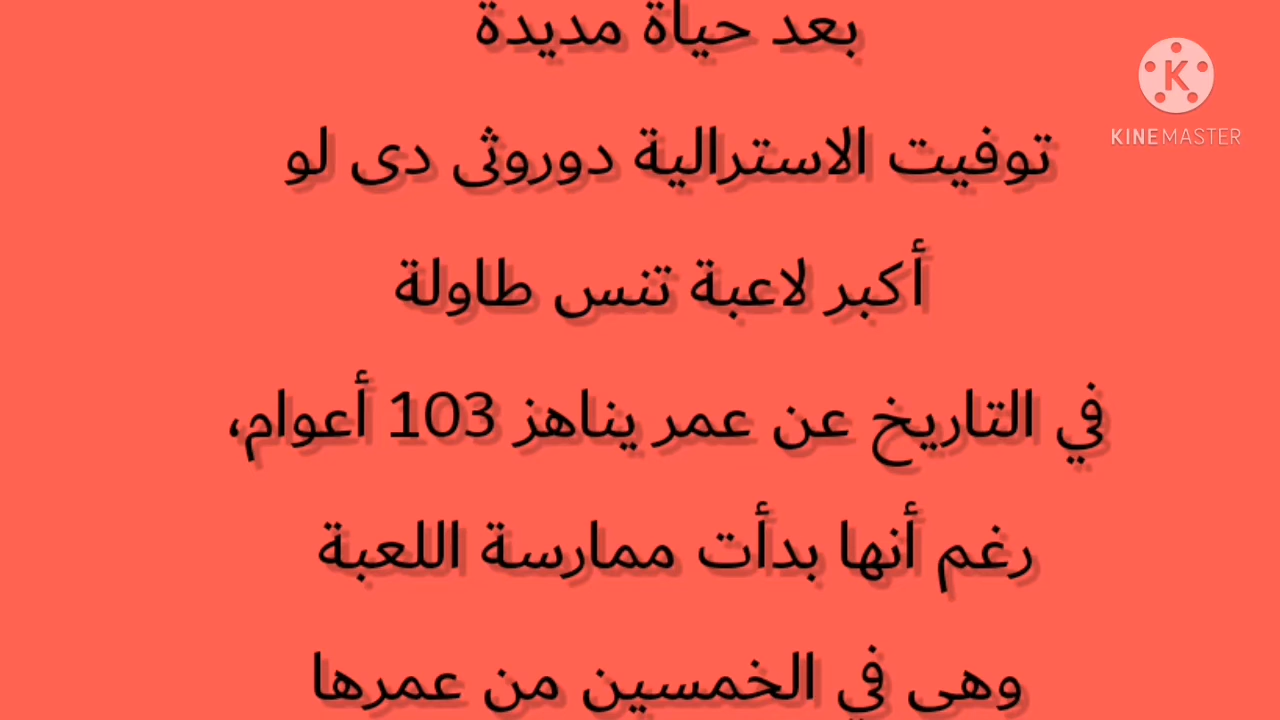 بعد حياة مديدة
KINEMASTER
توفيت الاسترالية دوروثى دى لو
أكبر لاعبة تنس طاولة
في التاريخ عن عمر يناهز 103 أعوام،
رغم أنها بدأت ممارسة اللعبة
وهى في الخمسين من عمرها